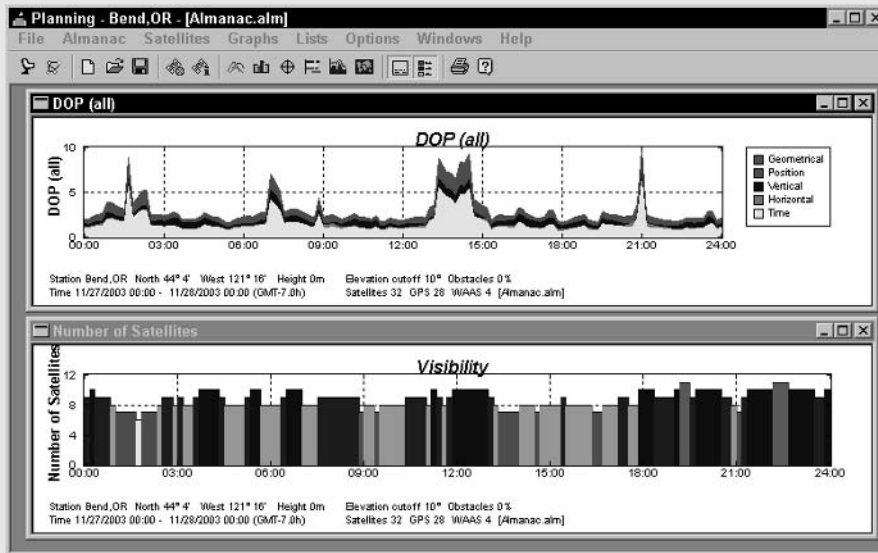 Planning - Bend,OR - [Almanac.alm]
File Almanac Satellites Graphs Lists Options Windows Help
DOP (all)
DOP (all)
DOP (all)
10
5
0
00:00 03:00 06:00 09:00 12:00 15:00 18:00 21:00 24:00
Geometrical
Position
Vertical
Horizontal
Time
Station Bend,OR North 44° 4' West 121° 16' Height 0m Elevation cutoff 10° Obstacles 0%
Time 11/27/2003 00:00 - 11/28/2003 00:00 (GMT-7.0h) Satellites 32 GPS 28 WAAS 4 [Almanac.alm]
Number of Satellites
Visibility
Number of Satellites
12
8
4
0
00:00 03:00 06:00 09:00 12:00 15:00 18:00 21:00 24:00
Station Bend,OR North 44° 4' West 121° 16' Height 0m Elevation cutoff 10° Obstacles 0%
Time 11/27/2003 00:00 - 11/28/2003 00:00 (GMT-7.0h) Satellites 32 GPS 28 WAAS 4 [Almanac.alm]